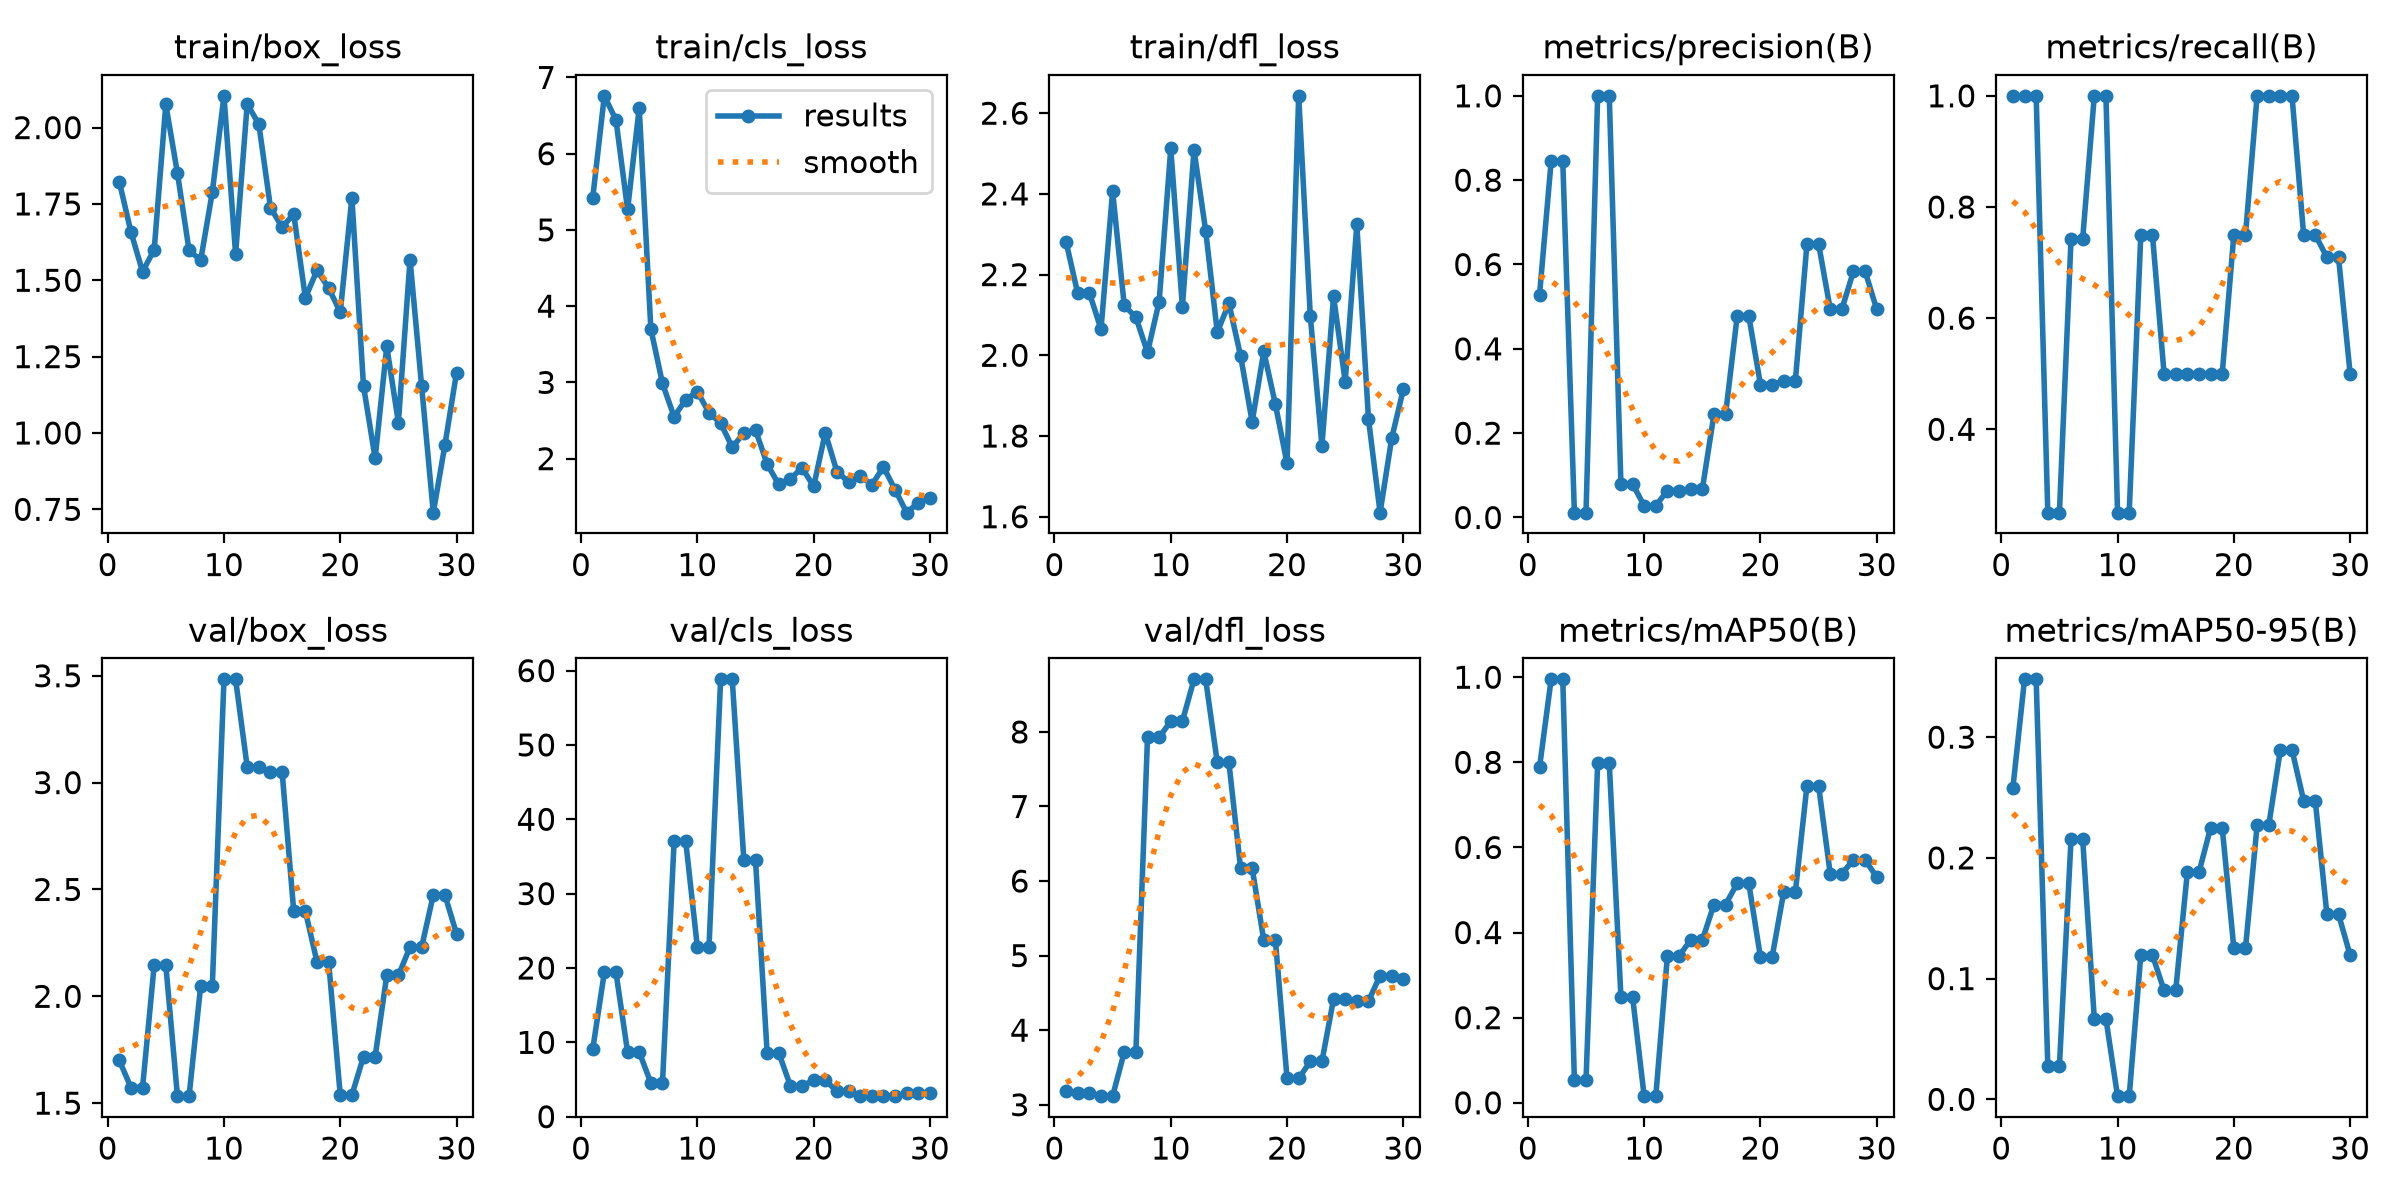 train/box_loss
train/cls_loss
train/dfl_loss
metrics/precision(B)
metrics/recall(B)
2.00
1.75
1.50
1.25
1.00
0.75
0 10 20 30
7
6
5
4
3
2
0 10 20 30
results
smooth
2.6
2.4
2.2
2.0
1.8
1.6
0 10 20 30
1.0
0.8
0.6
0.4
0.2
0.0
0 10 20 30
1.0
0.8
0.6
0.4
0 10 20 30
val/box_loss
val/cls_loss
val/dfl_loss
metrics/mAP50(B)
metrics/mAP50-95(B)
3.5
3.0
2.5
2.0
1.5
0 10 20 30
60
50
40
30
20
10
0
0 10 20 30
8
7
6
5
4
3
0 10 20 30
1.0
0.8
0.6
0.4
0.2
0.0
0 10 20 30
0.3
0.2
0.1
0.0
0 10 20 30